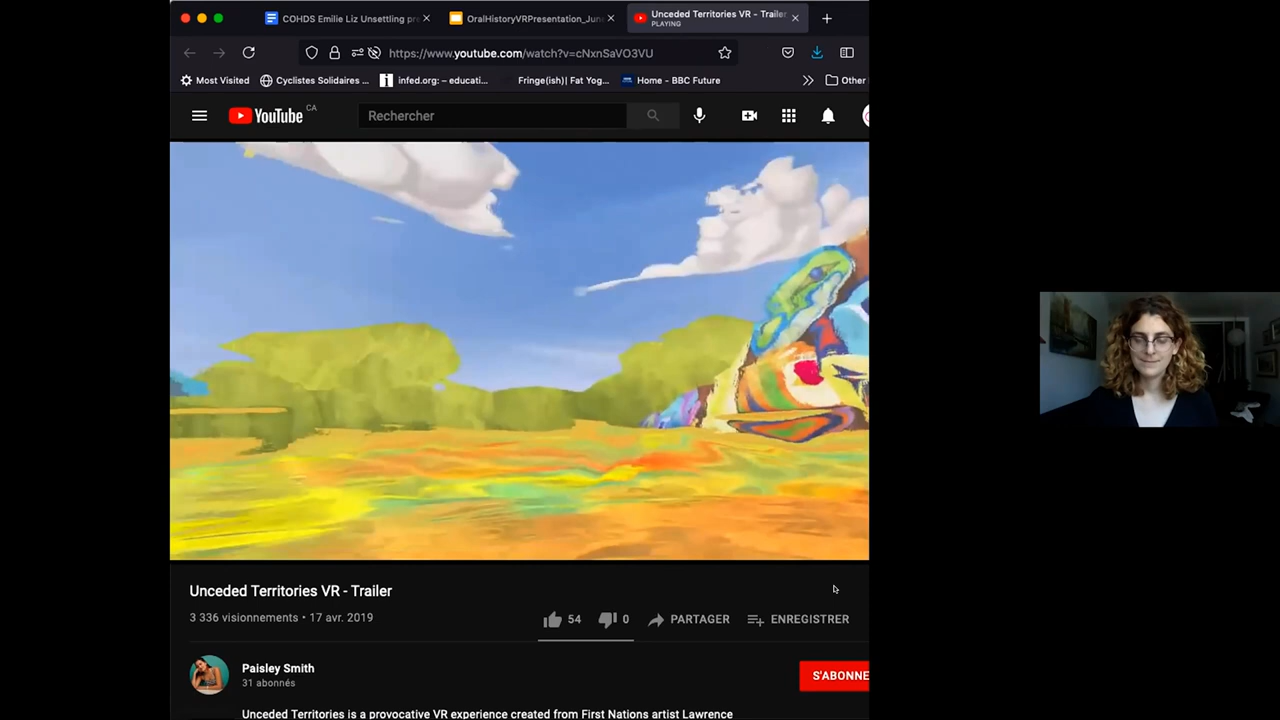 COHDS Emilie Liz Unsettling pre
OralHistoryVRPresentation_June
Unceded Territories VR - Trailer
PLAYING
https://www.youtube.com/watch?v=cNxnSaVO3VU
Most Visited
Cyclistes Solidaires ...
infed.org: – educati...
Fringe(ish)| Fat Yog...
BBC
Home - BBC Future
Other
YouTube CA
Rechercher
Unceded Territories VR - Trailer
3 336 visionnements • 17 avr. 2019
54
0
PARTAGER
ENREGISTRER
Paisley Smith
31 abonnés
S'ABONNE
Unceded Territories is a provocative VR experience created from First Nations artist Lawrence